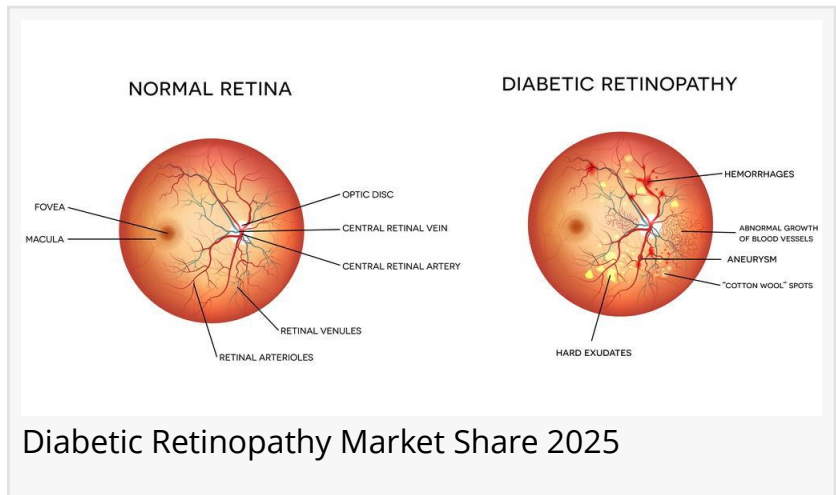 NORMAL RETINA
FOVEA
MACULA
OPTIC DISC
CENTRAL RETINAL VEIN
CENTRAL RETINAL ARTERY
RETINAL VENULES
RETINAL ARTERIOLES
DIABETIC RETINOPATHY
HEMORRHAGES
ABNORMAL GROWTH
OF BLOOD VESSELS
ANEURYSM
"COTTON WOOL" SPOTS
HARD EXUDATES
Diabetic Retinopathy Market Share 2025